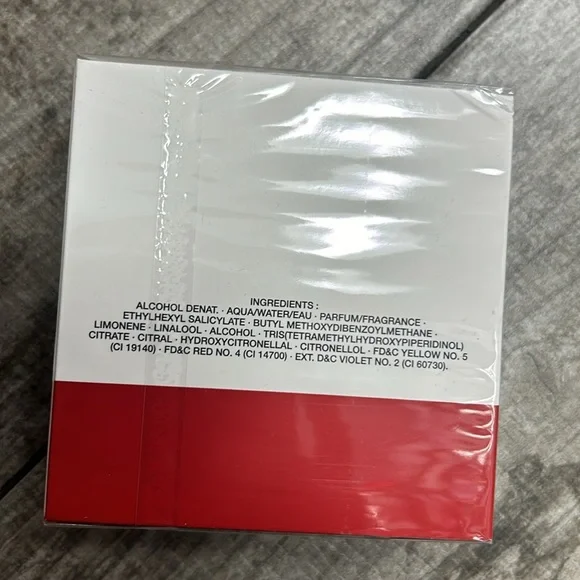 INGREDIENTS :
ALCOHOL DENAT. · AQUA/WATER/EAU · PARFUM/FRAGRANCE ·
ETHYLHEXYL SALICYLATE · BUTYL METHOXYDIBENZOYLMETHANE ·
LIMONENE · LINALOOL · ALCOHOL · TRIS(TETRAMETHYLHYDROXYPIPERIDINOL)
CITRATE · CITRAL · HYDROXYCITRONELLAL · CITRONELLOL · FD&C YELLOW NO. 5
(CI 19140) · FD&C RED NO. 4 (CI 14700) · EXT. D&C VIOLET NO. 2 (CI 60730).